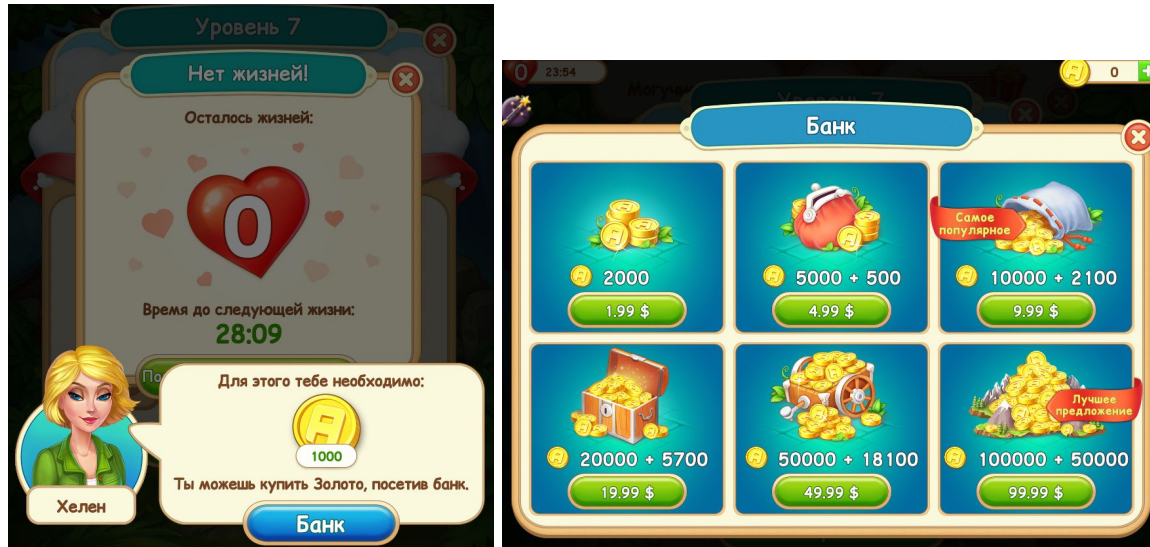 Уровень 7
Нет жизней!
Осталось жизней:
0
Время до следующей жизни:
28:09
По
Для этого тебе необходимо:
1000
Ты можешь купить Золото, посетив банк.
Хелен
Банк
0 23:54
0
Уровень 7
Банк
2000
1.99 $
5000 + 500
4.99 $
Самое
популярное
10000 + 2100
9.99 $
20000 + 5700
19.99 $
50000 + 18100
49.99 $
Лучшее
предложение
100000 + 50000
99.99 $